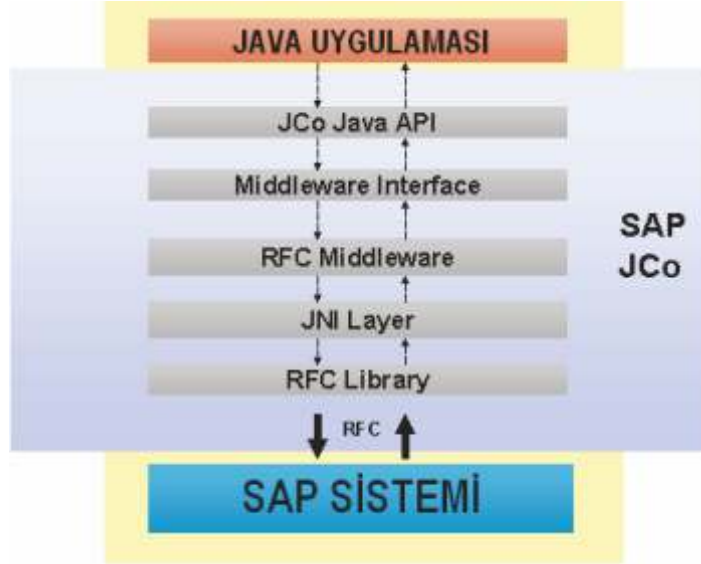 JAVA UYGULAMASI
JCo Java API
Middleware Interface
RFC Middleware
JNI Layer
RFC Library
RFC
SAP SİSTEMİ
SAP
JCo